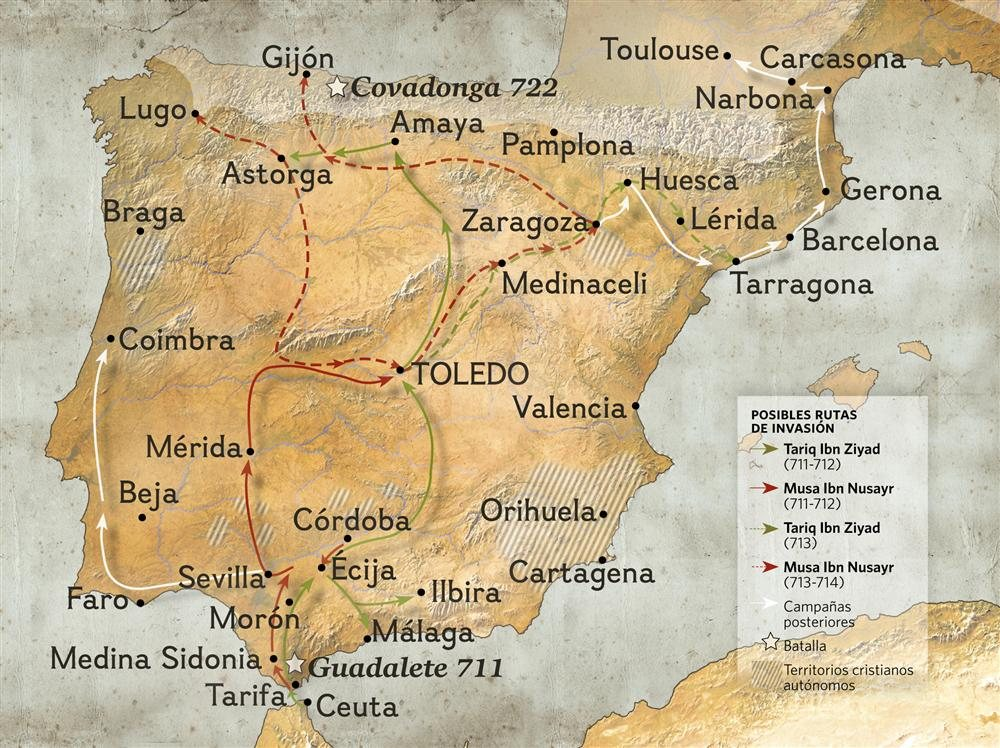 Gijón
Covadonga 722
Toulouse
Carcasona
Narbona
Lugo
Amaya
Pamplona
Astorga
Huesca
Gerona
Braga
Zaragoza
Lérida
Barcelona
Medinaceli
Tarragona
Coimbra
TOLEDO
Valencia
Mérida
Beja
Córdoba
Orihuela
Sevilla
Écija
Cartagena
Faro
Morón
Ilbira
Málaga
Medina Sidonia
Guadalete 711
Tarifa
Ceuta
POSIBLES RUTAS
DE INVASIÓN
Tariq Ibn Ziyad
(711-712)
Musa Ibn Nusayr
(711-712)
Tariq Ibn Ziyad
(713)
Musa Ibn Nusayr
(713-714)
Campañas
posteriores
Batalla
Territorios cristianos
autónomos